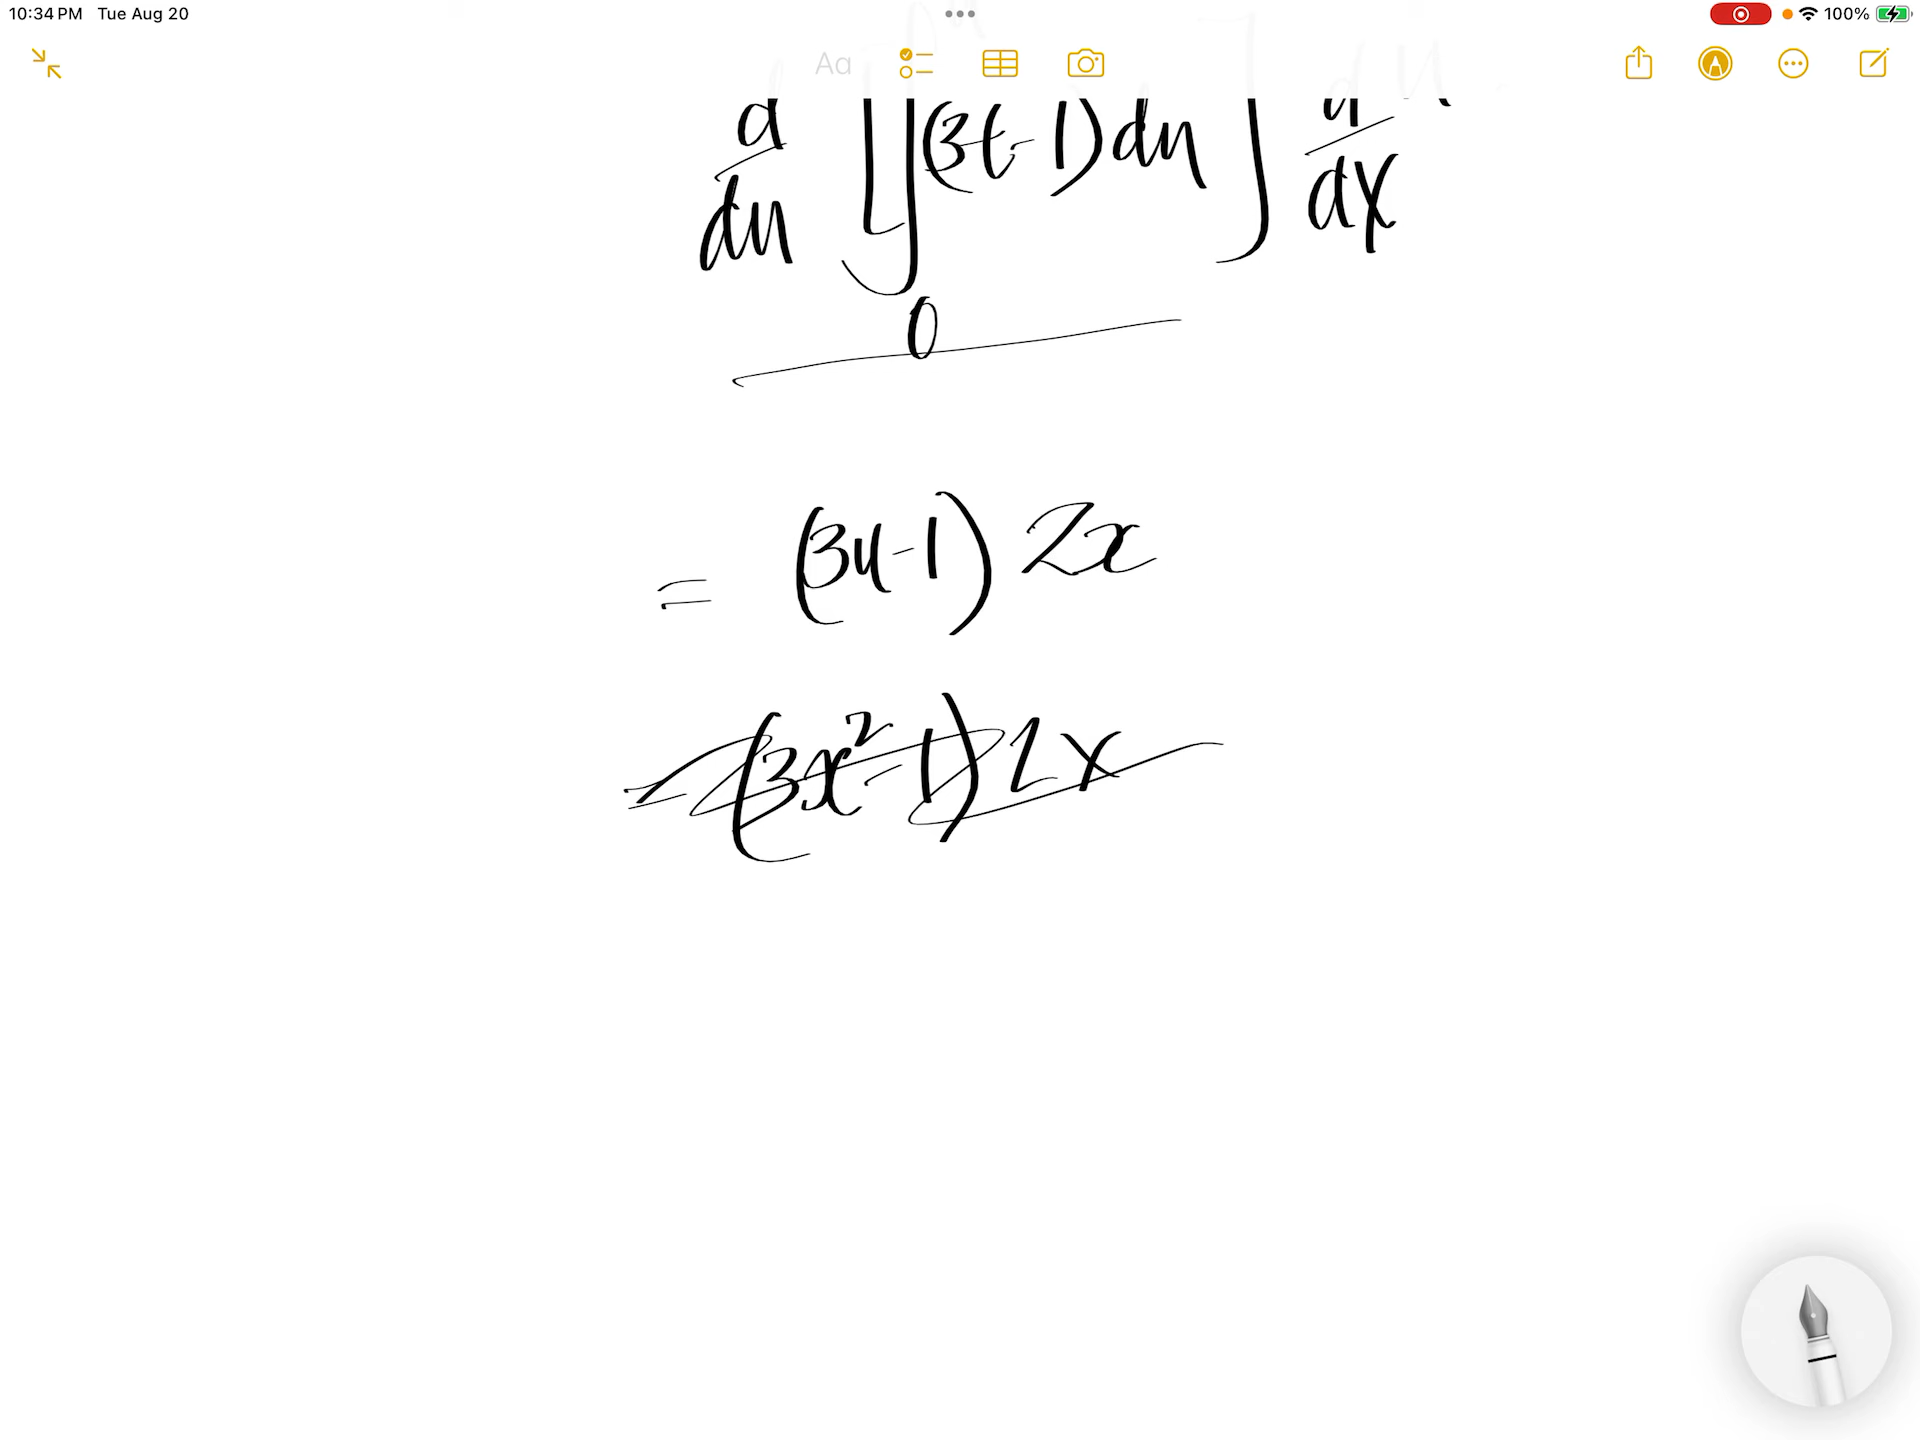 10:34 PM Tue Aug 20
100%
Aa
d/du [∫(3t-1)du] d/dx
0
= (3u-1) 2x
= (3x²-1) 2x